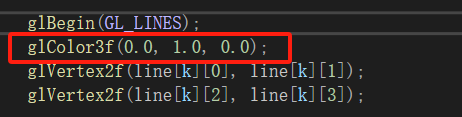 glBegin(GL_LINES);
glColor3f(0.0, 1.0, 0.0);
glVertex2f(line[k][0], line[k][1]);
glVertex2f(line[k][2], line[k][3]);